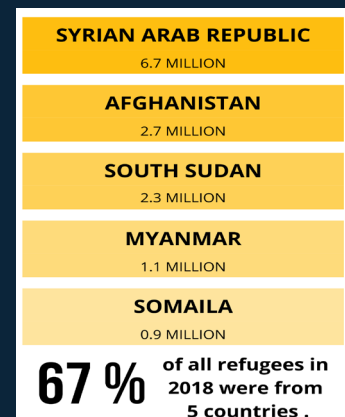 SYRIAN ARAB REPUBLIC
6.7 MILLION
AFGHANISTAN
2.7 MILLION
SOUTH SUDAN
2.3 MILLION
MYANMAR
1.1 MILLION
SOMAILA
0.9 MILLION
67 %
of all refugees in
2018 were from
5 countries .